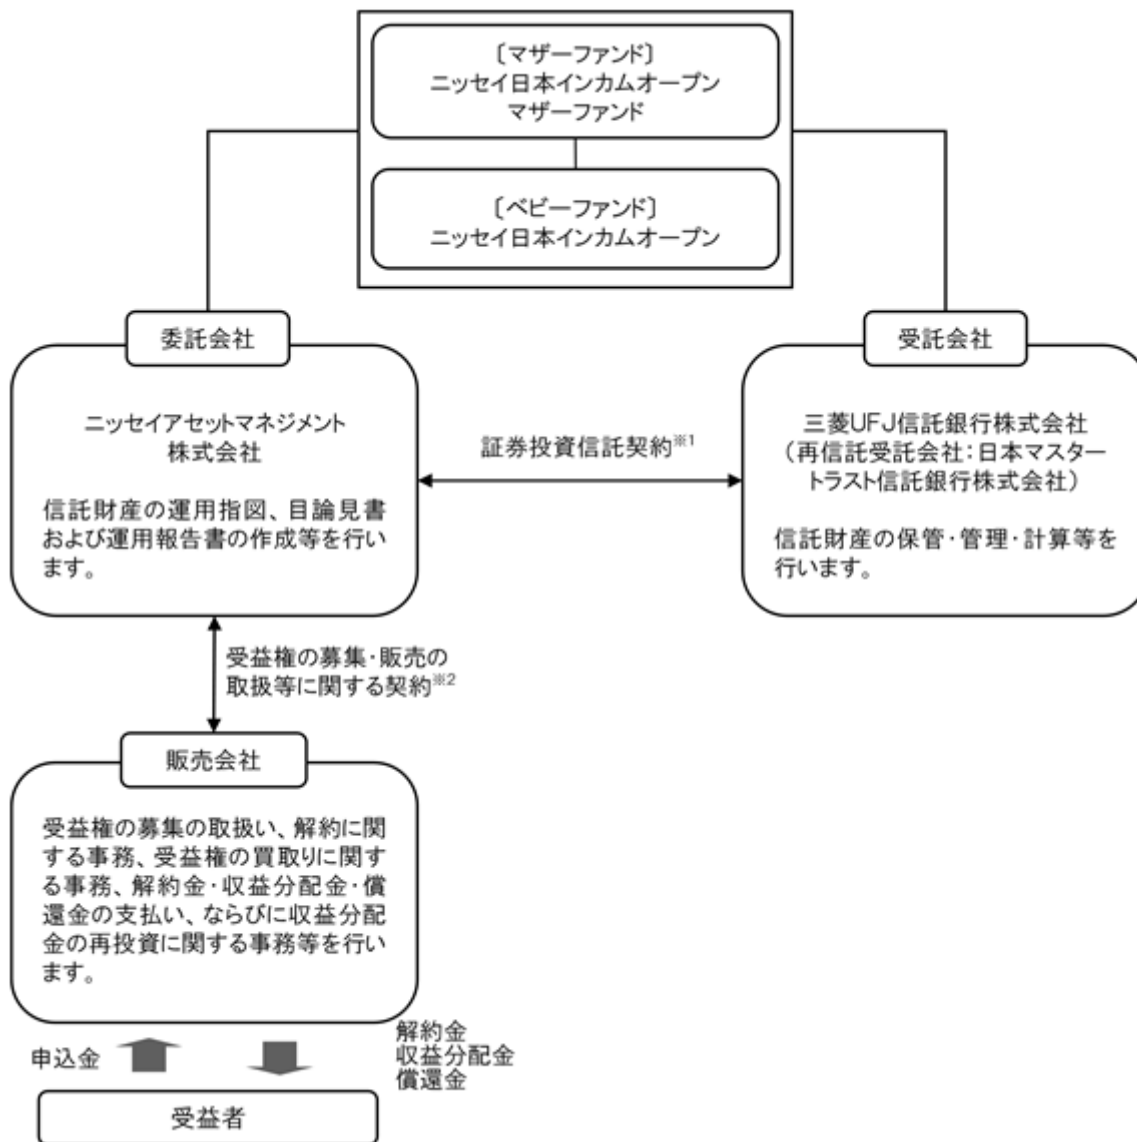 〔マザーファンド〕
ニッセイ日本インカムオープン
マザーファンド
〔ベビーファンド〕
ニッセイ日本インカムオープン
委託会社
ニッセイアセットマネジメント
株式会社
信託財産の運用指図、目論見書
および運用報告書の作成等を行い
ます。
証券投資信託契約※1
受託会社
三菱UFJ信託銀行株式会社
（再信託受託会社：日本マスター
トラスト信託銀行株式会社）
信託財産の保管・管理・計算等を
行います。
受益権の募集・販売の
取扱等に関する契約※2
販売会社
受益権の募集の取扱い、解約に関
する事務、受益権の買取りに関す
る事務、解約金・収益分配金・償
還金の支払い、ならびに収益分配
金の再投資に関する事務等を行い
ます。
申込金
解約金
収益分配金
償還金
受益者